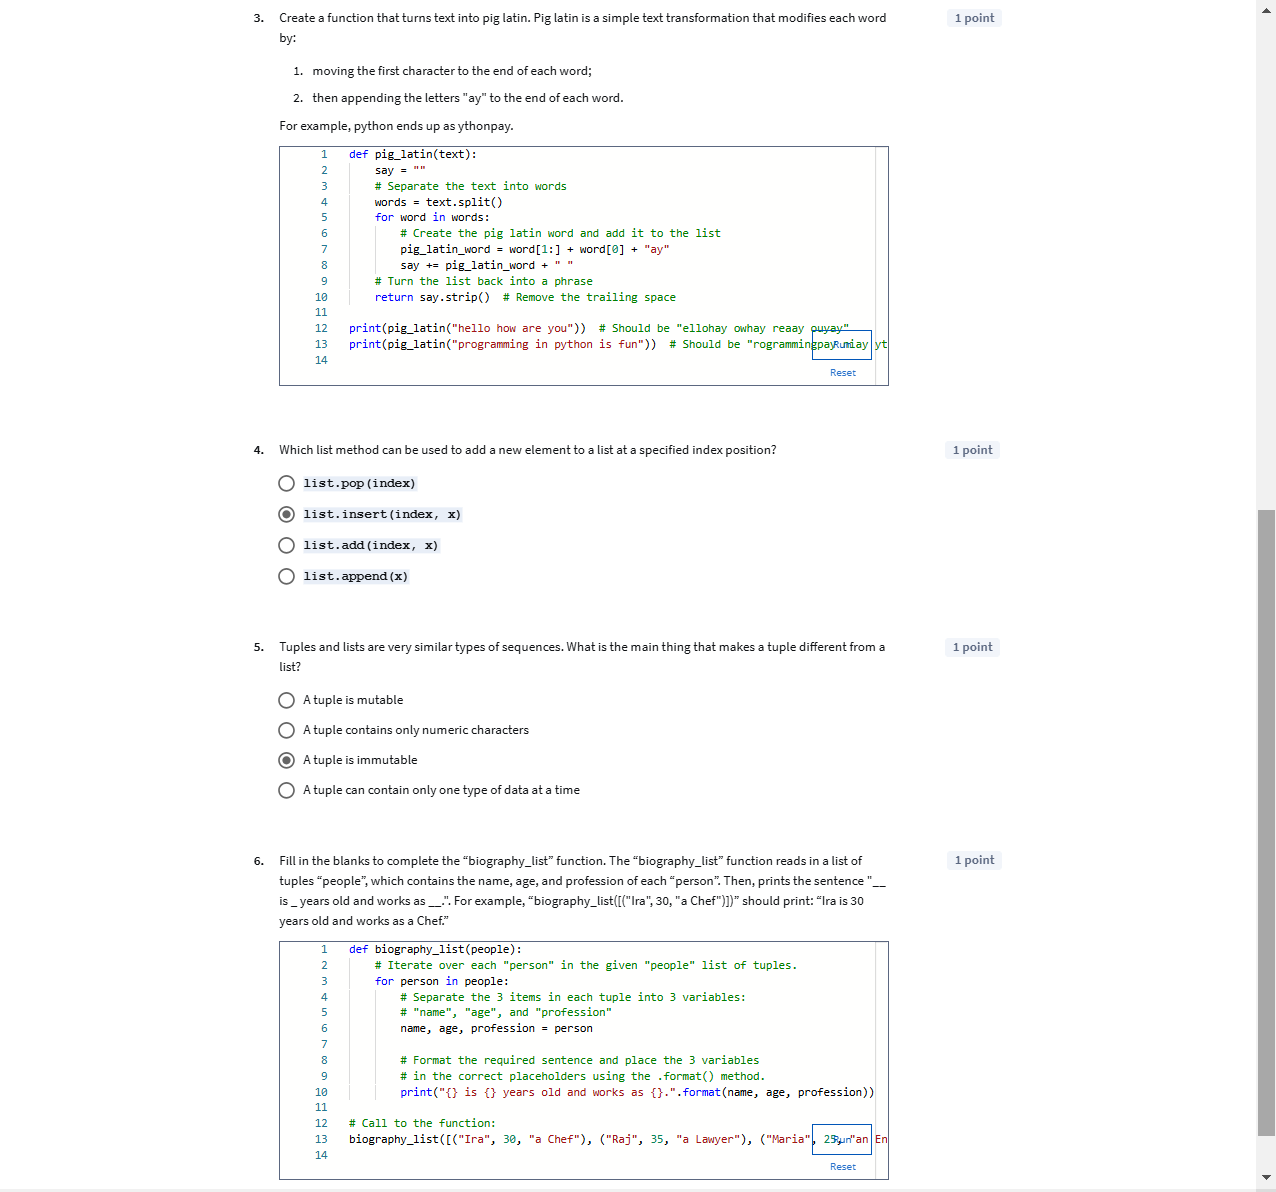 3. Create a function that turns text into pig latin. Pig latin is a simple text transformation that modifies each word 1 point
by:
1. moving the first character to the end of each word;
2. then appending the letters "ay" to the end of each word.
For example, python ends up as ythonpay.
1 def pig_latin(text):
2 say = ""
3 # Separate the text into words
4 words = text.split()
5 for word in words:
6 # Create the pig latin word and add it to the list
7 pig_latin_word = word[1:] + word[0] + "ay"
8 say += pig_latin_word + " "
9 # Turn the list back into a phrase
10 return say.strip() # Remove the trailing space
11
12 print(pig_latin("hello how are you")) # Should be "ellohay owhay reaay ouyay"
13 print(pig_latin("programming in python is fun")) # Should be "rogrammingpay niay yt
Run
14
Reset
4. Which list method can be used to add a new element to a list at a specified index position? 1 point
list.pop(index)
list.insert(index, x)
list.add(index, x)
list.append(x)
5. Tuples and lists are very similar types of sequences. What is the main thing that makes a tuple different from a 1 point
list?
A tuple is mutable
A tuple contains only numeric characters
A tuple is immutable
A tuple can contain only one type of data at a time
6. Fill in the blanks to complete the “biography_list” function. The “biography_list” function reads in a list of 1 point
tuples “people”, which contains the name, age, and profession of each “person”. Then, prints the sentence "__
is _ years old and works as __.". For example, “biography_list([("Ira", 30, "a Chef")])” should print: “Ira is 30
years old and works as a Chef.”
1 def biography_list(people):
2 # Iterate over each "person" in the given "people" list of tuples.
3 for person in people:
4 # Separate the 3 items in each tuple into 3 variables:
5 # "name", "age", and "profession"
6 name, age, profession = person
7
8 # Format the required sentence and place the 3 variables
9 # in the correct placeholders using the .format() method.
10 print("{} is {} years old and works as {}.".format(name, age, profession))
11
12 # Call to the function:
13 biography_list([("Ira", 30, "a Chef"), ("Raj", 35, "a Lawyer"), ("Maria", 25, "an En
Run
14
Reset